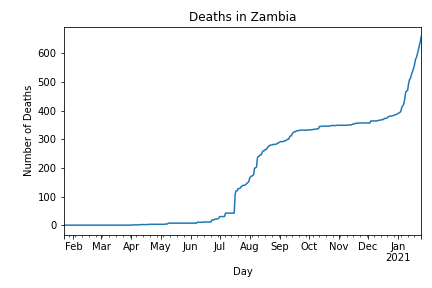 Deaths in Zambia
Number of Deaths
600
500
400
300
200
100
0
Feb Mar Apr May Jun Jul Aug Sep Oct Nov Dec Jan
2021
Day